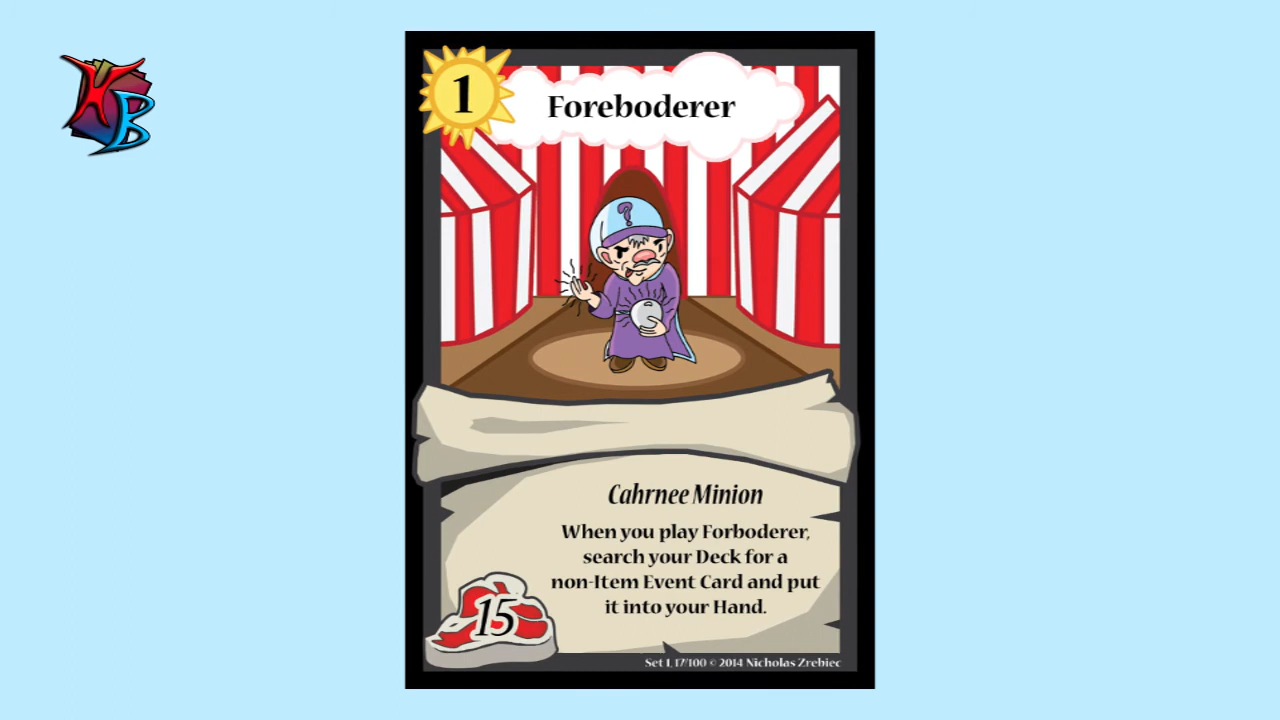 KB
1
Foreboderer
?
Cahrnee Minion
When you play Forboderer,
search your Deck for a
non-Item Event Card and put
it into your Hand.
15
Set 1, 17/100 © 2014 Nicholas Zrebiec